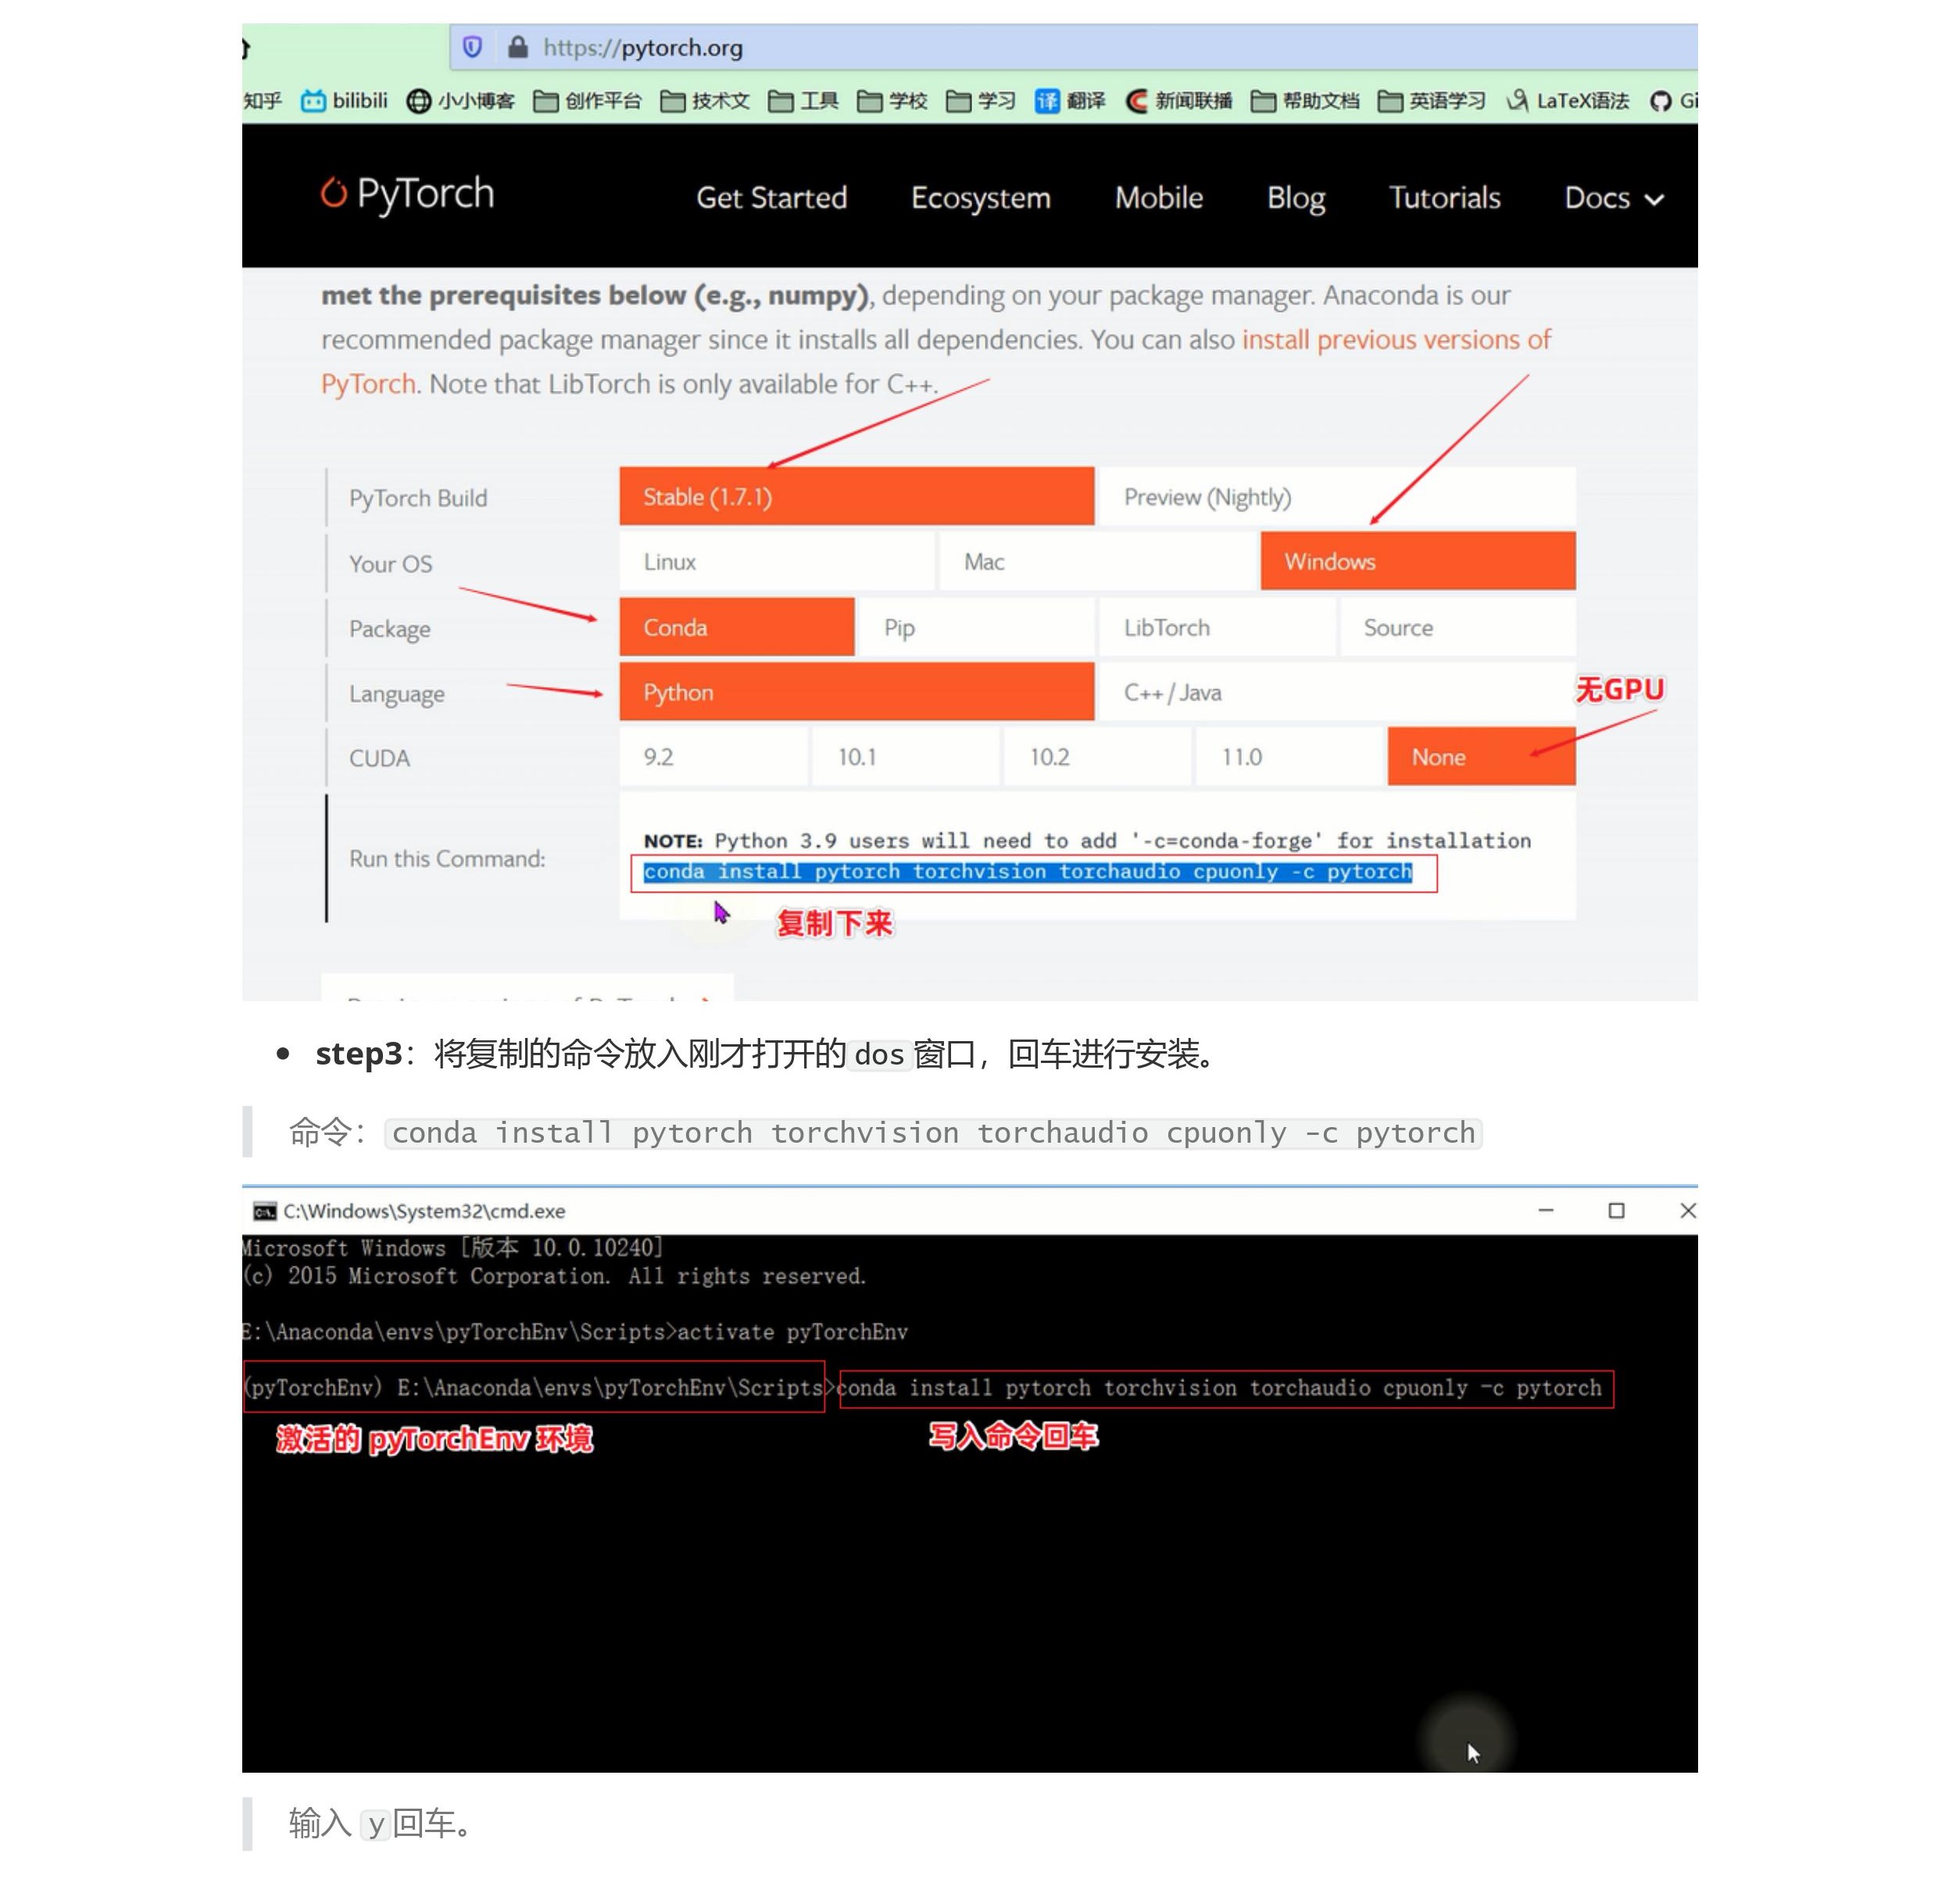 https://pytorch.org
知乎 bilibili 小小博客 创作平台 技术文 工具 学校 学习 译 翻译 新闻联播 帮助文档 英语学习 LaTeX语法 Gi
PyTorch Get Started Ecosystem Mobile Blog Tutorials Docs
met the prerequisites below (e.g., numpy), depending on your package manager. Anaconda is our
recommended package manager since it installs all dependencies. You can also install previous versions of
PyTorch. Note that LibTorch is only available for C++.
PyTorch Build Stable (1.7.1) Preview (Nightly)
Your OS Linux Mac Windows
Package Conda Pip LibTorch Source
Language Python C++ / Java
无GPU
CUDA 9.2 10.1 10.2 11.0 None
NOTE: Python 3.9 users will need to add '-c=conda-forge' for installation
Run this Command: conda install pytorch torchvision torchaudio cpuonly -c pytorch
复制下来
step3：将复制的命令放入刚才打开的dos窗口，回车进行安装。
命令：conda install pytorch torchvision torchaudio cpuonly -c pytorch
C:\Windows\System32\cmd.exe
Microsoft Windows [版本 10.0.10240]
(c) 2015 Microsoft Corporation. All rights reserved.
E:\Anaconda\envs\pyTorchEnv\Scripts>activate pyTorchEnv
(pyTorchEnv) E:\Anaconda\envs\pyTorchEnv\Scripts>conda install pytorch torchvision torchaudio cpuonly -c pytorch
激活的 pyTorchEnv 环境 写入命令回车
输入 y回车。